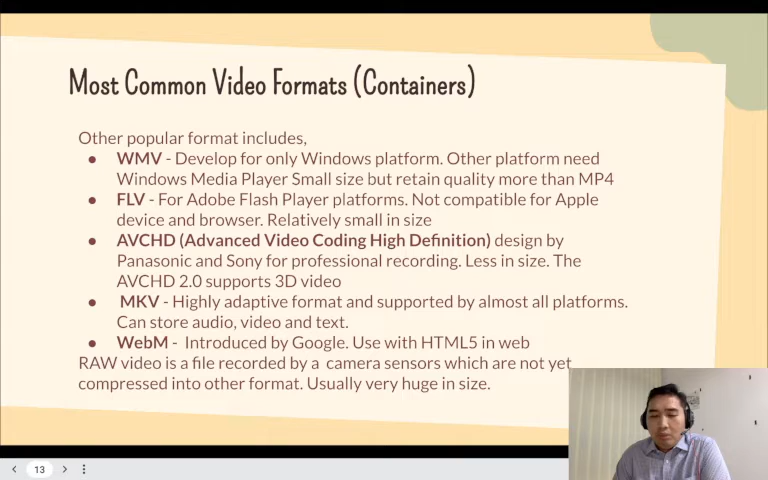 Most Common Video Formats (Containers)
Other popular format includes,
● WMV - Develop for only Windows platform. Other platform need
Windows Media Player Small size but retain quality more than MP4
● FLV - For Adobe Flash Player platforms. Not compatible for Apple
device and browser. Relatively small in size
● AVCHD (Advanced Video Coding High Definition) design by
Panasonic and Sony for professional recording. Less in size. The
AVCHD 2.0 supports 3D video
● MKV - Highly adaptive format and supported by almost all platforms.
Can store audio, video and text.
● WebM - Introduced by Google. Use with HTML5 in web
RAW video is a file recorded by a camera sensors which are not yet
compressed into other format. Usually very huge in size.
13